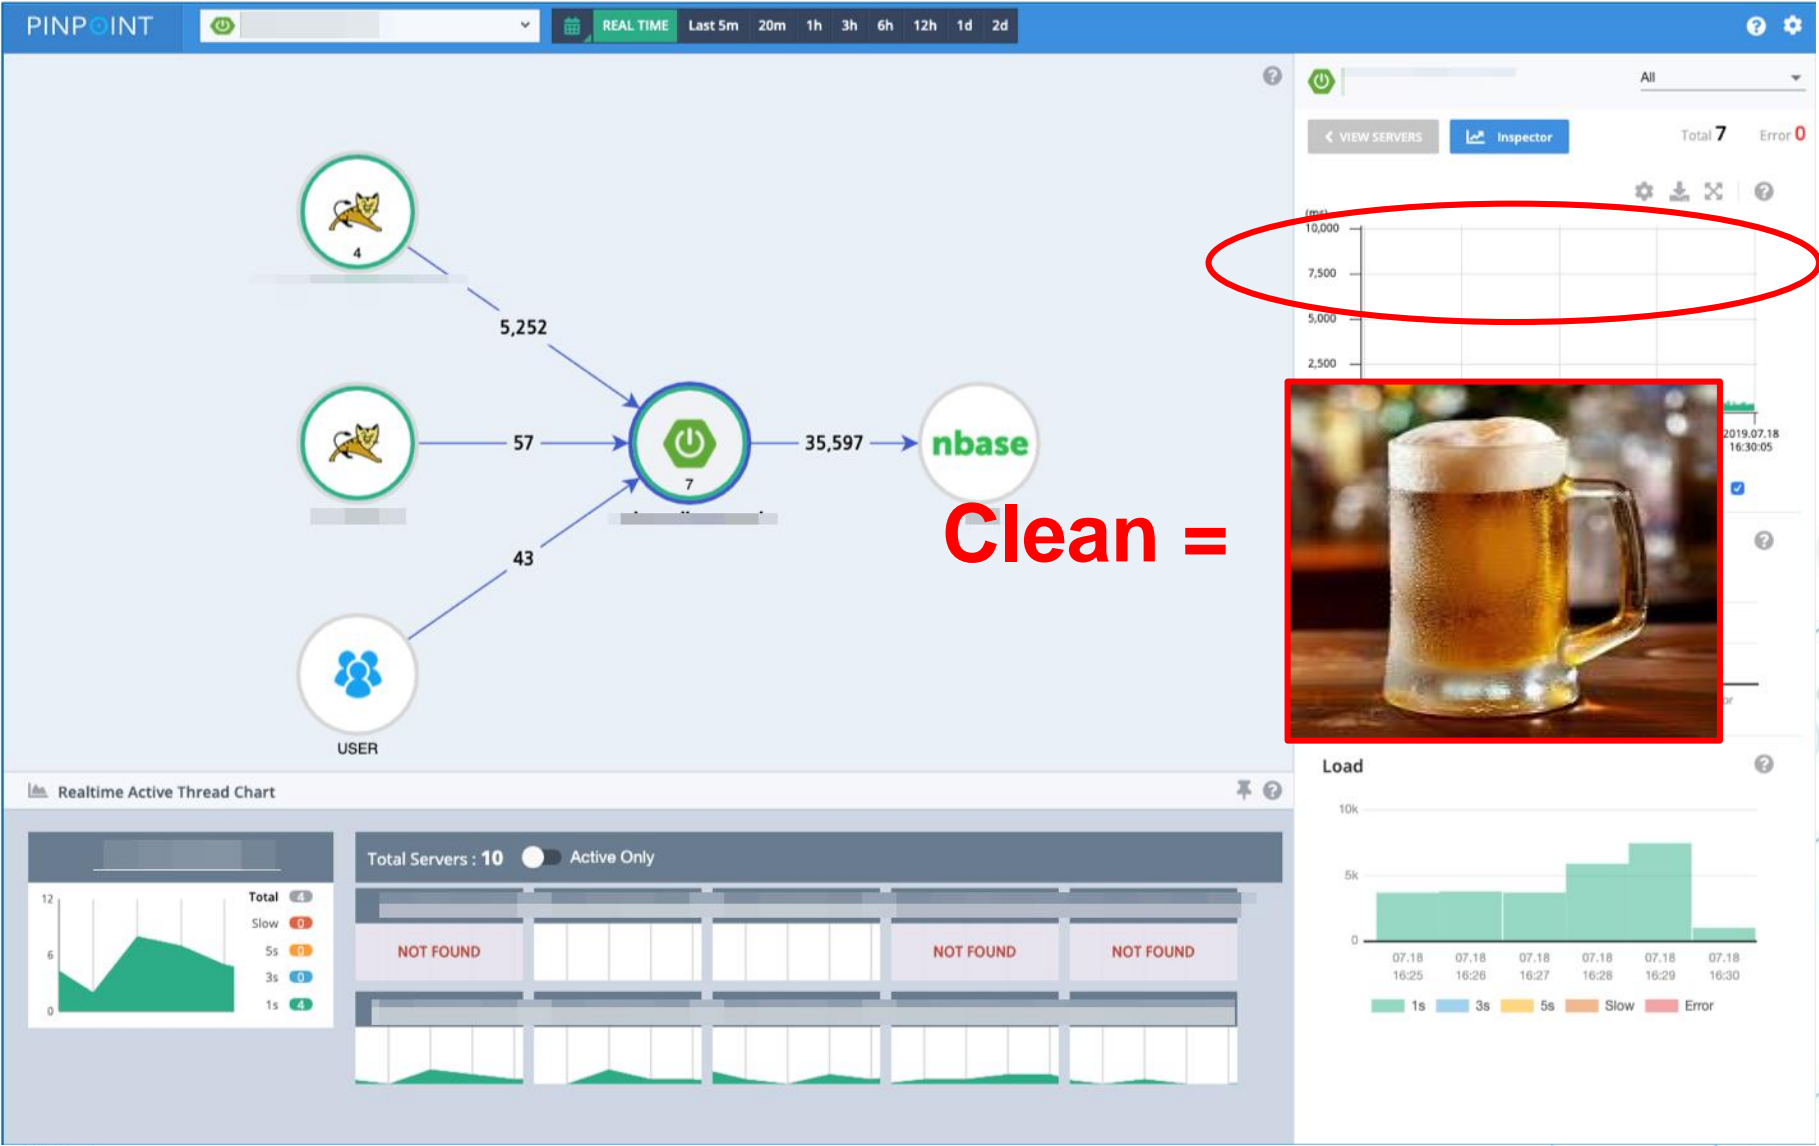 PINPOINT
REAL TIME Last 5m 20m 1h 3h 6h 12h 1d 2d
All
VIEW SERVERS Inspector Total 7 Error 0
(ms)
10,000
7,500
5,000
2,500
2019.07.18
16:30:05
4
5,252
57
7
35,597
nbase
43
USER
Clean =
Realtime Active Thread Chart
Total Servers : 10 Active Only
12
6
0
Total 4
Slow 0
5s 0
3s 0
1s 4
NOT FOUND NOT FOUND NOT FOUND
Load
10k
5k
0
07.18 07.18 07.18 07.18 07.18 07.18
16:25 16:26 16:27 16:28 16:29 16:30
1s 3s 5s Slow Error